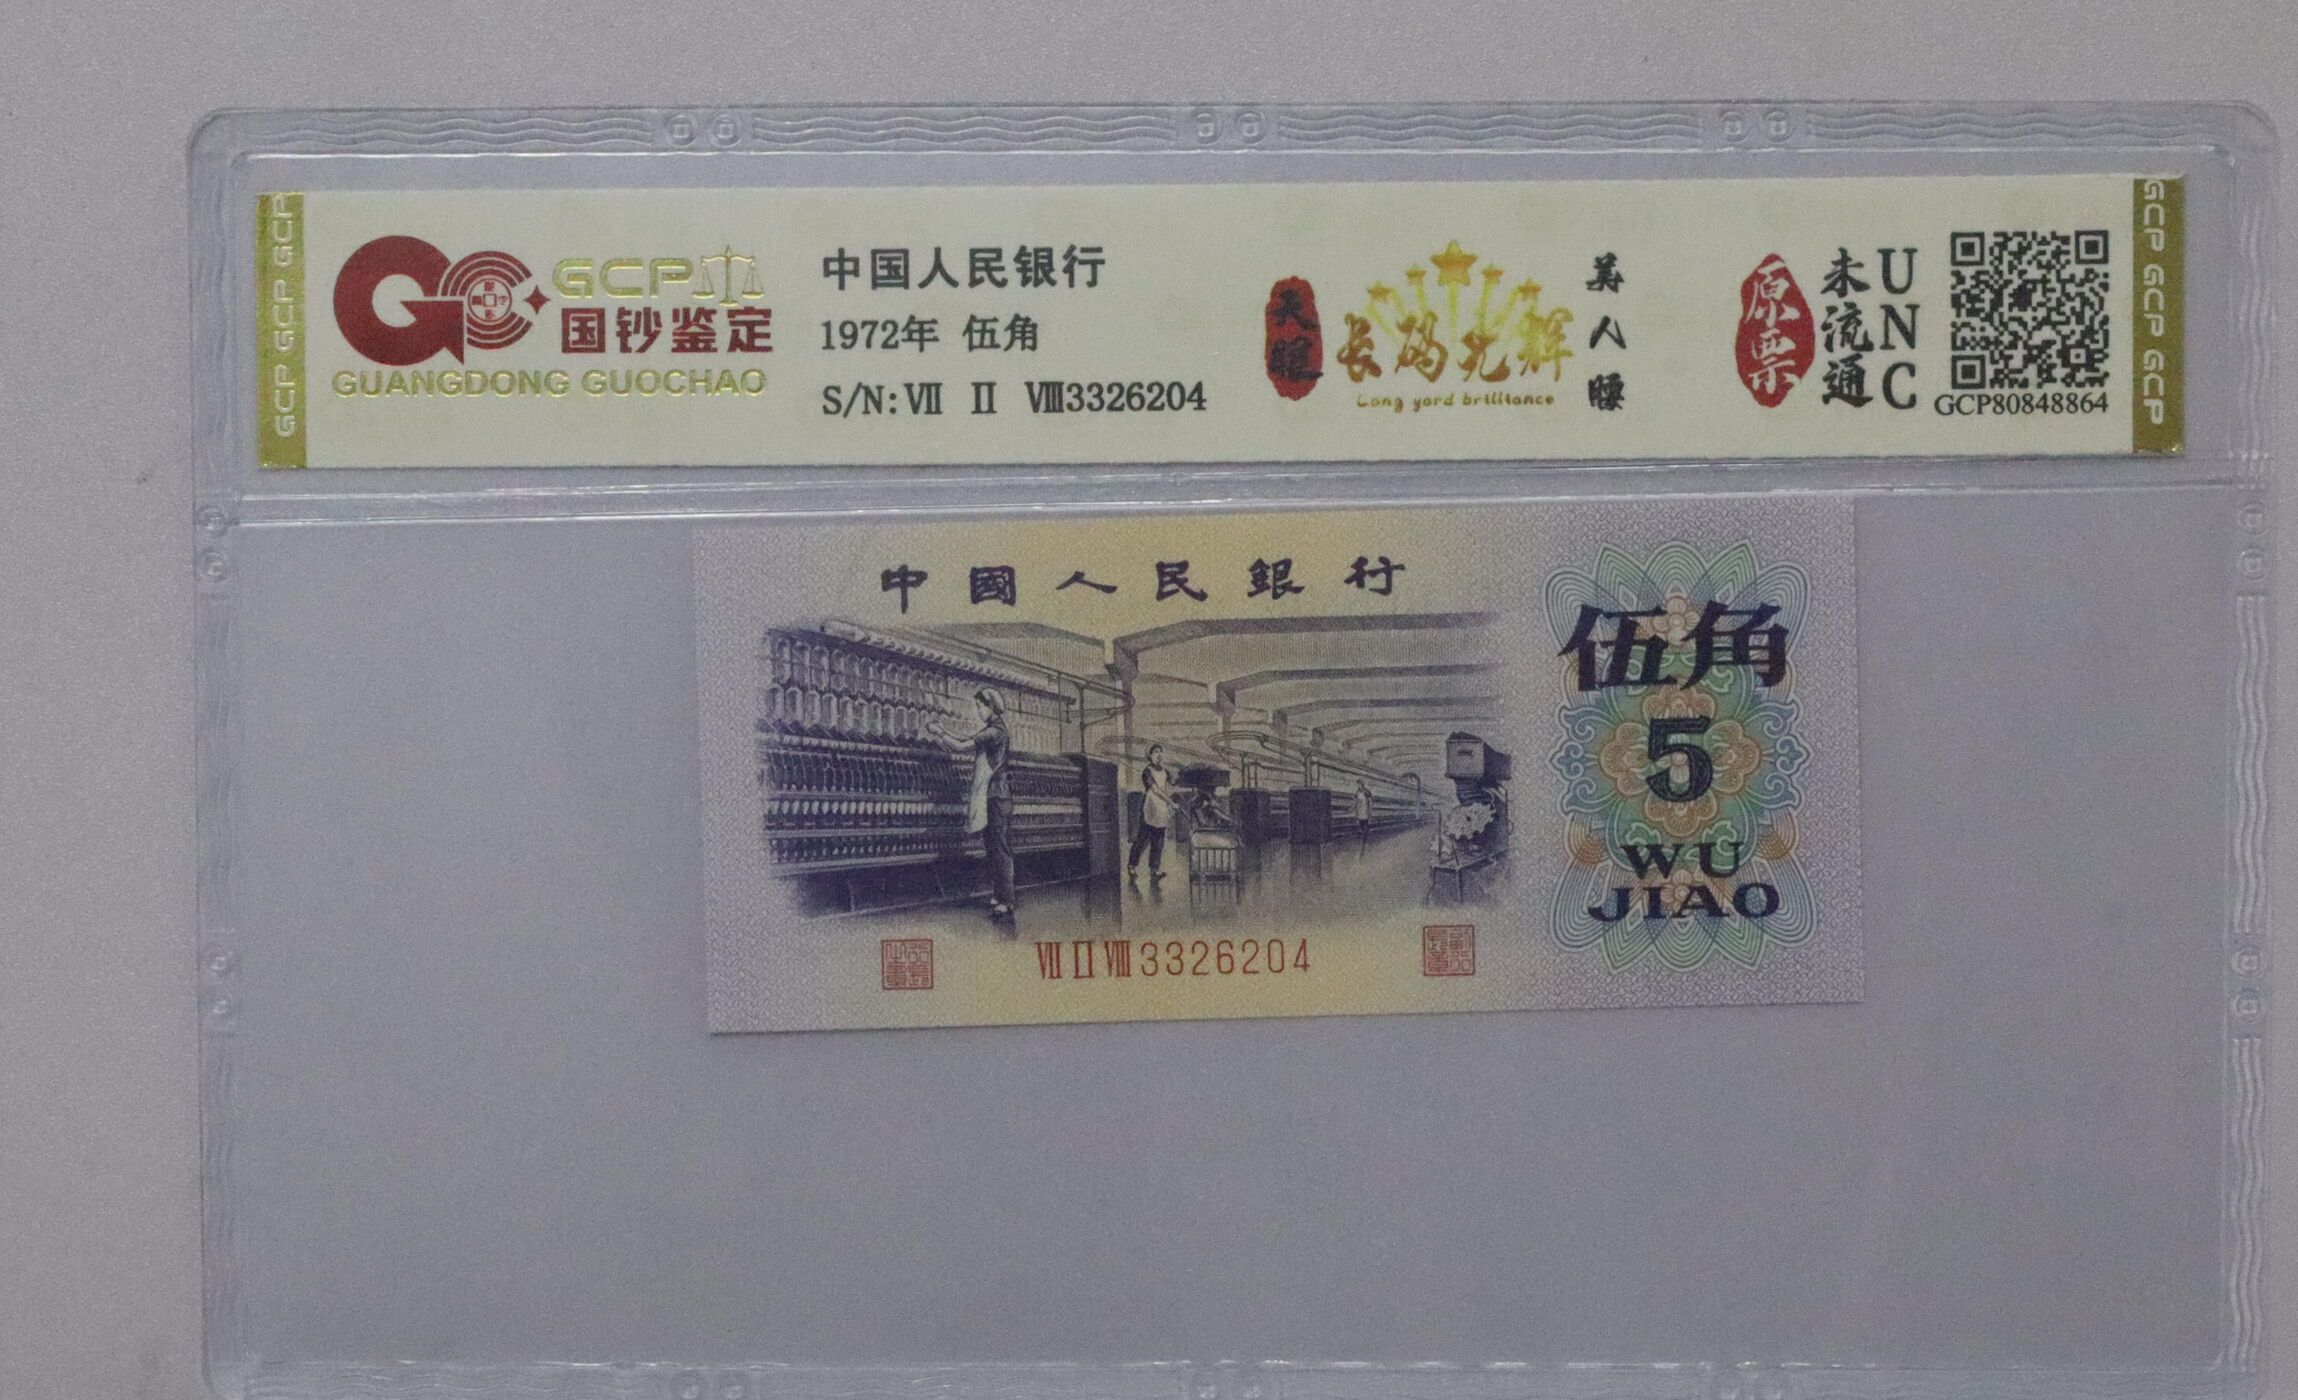 GCP GCP GCP
GCP
国钞鉴定
GUANGDONG GUOCHAO
中国人民银行
1972年 伍角
S/N:Ⅶ Ⅱ Ⅷ3326204
长码光辉
Long yard brilliance
美人腰
原票
未流通
UNC
GCP80848864
GCP GCP GCP
中國人民銀行
伍角
5
WU
JIAO
Ⅶ Ⅱ Ⅷ 3326204